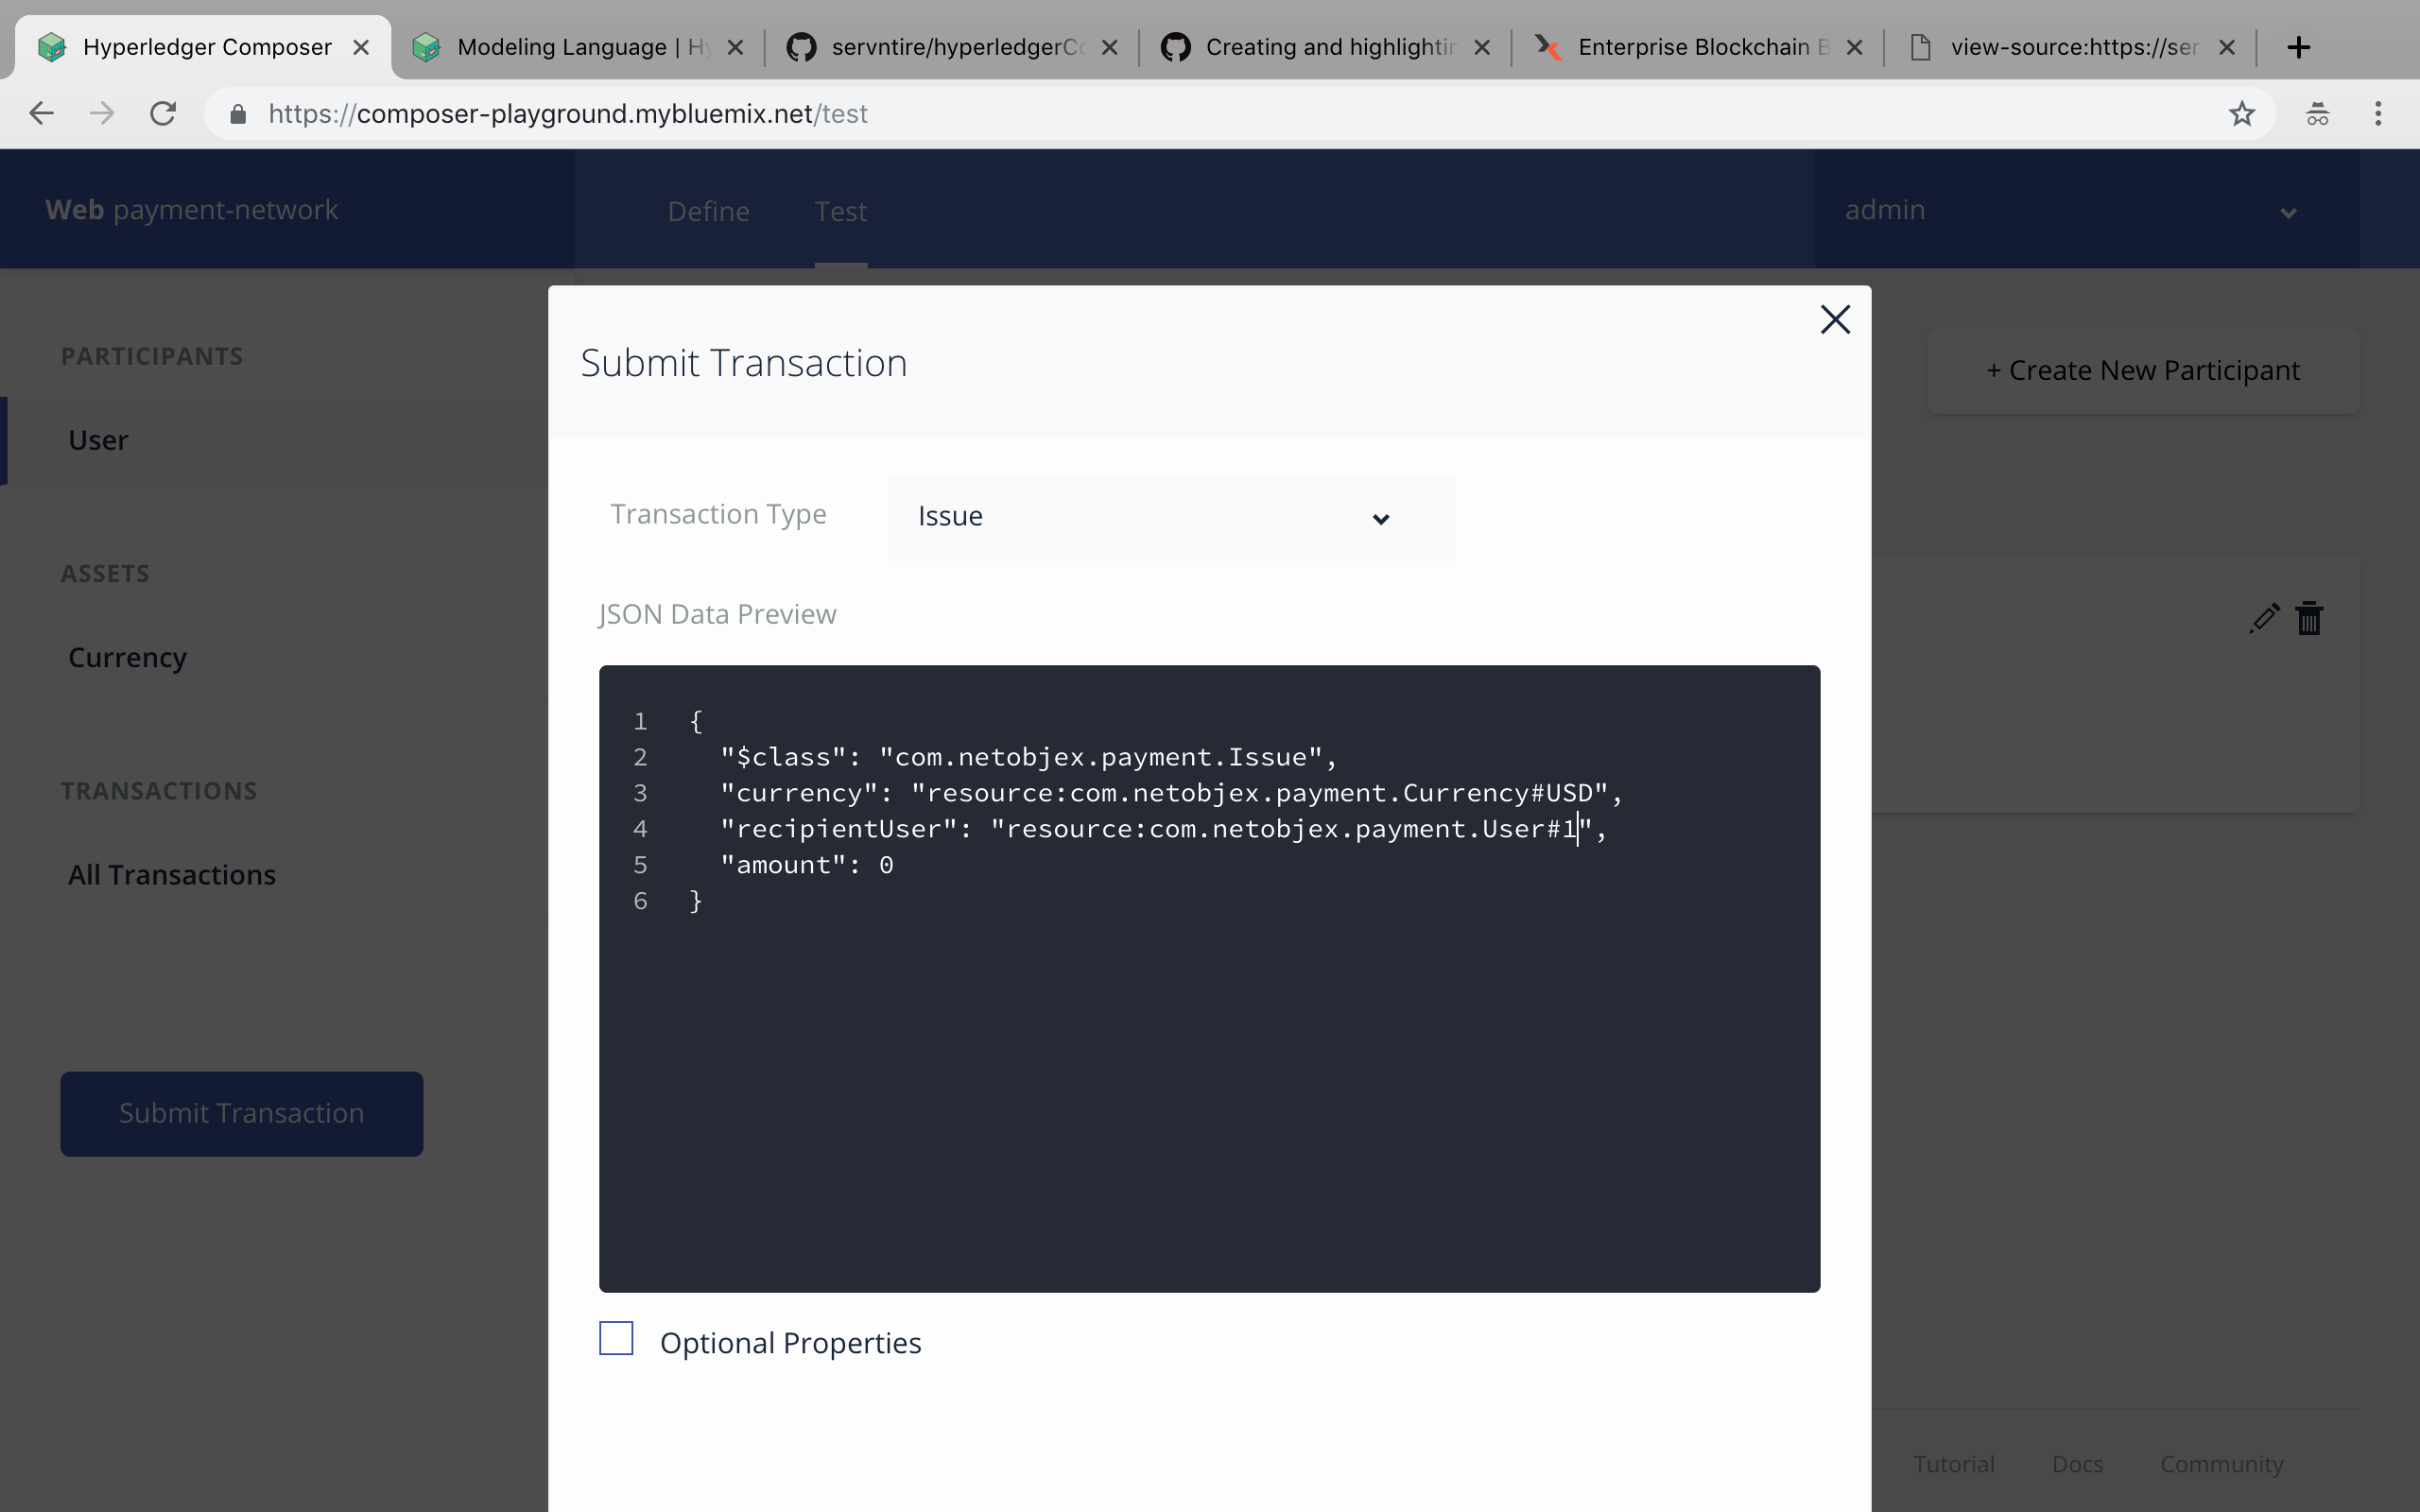 Hyperledger Composer
Modeling Language | Hy
servntire/hyperledgerCo
Creating and highlightin
Enterprise Blockchain B
view-source:https://ser
https://composer-playground.mybluemix.net/test
Web payment-network
Define
Test
admin
PARTICIPANTS
User
ASSETS
Currency
TRANSACTIONS
All Transactions
Submit Transaction
+ Create New Participant
Submit Transaction
Transaction Type
Issue
JSON Data Preview
1 {
2 "$class": "com.netobjex.payment.Issue",
3 "currency": "resource:com.netobjex.payment.Currency#USD",
4 "recipientUser": "resource:com.netobjex.payment.User#1",
5 "amount": 0
6 }
Optional Properties
Tutorial
Docs
Community